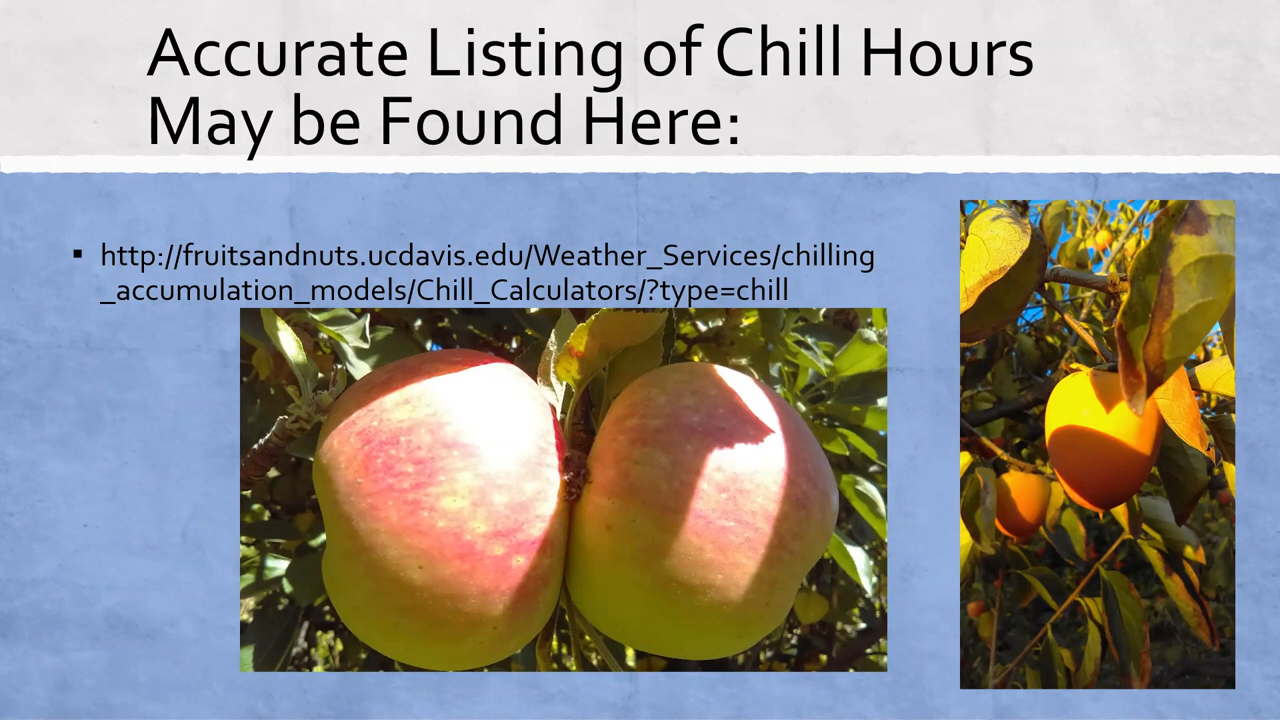 Accurate Listing of Chill Hours
May be Found Here:
▪ http://fruitsandnuts.ucdavis.edu/Weather_Services/chilling
_accumulation_models/Chill_Calculators/?type=chill